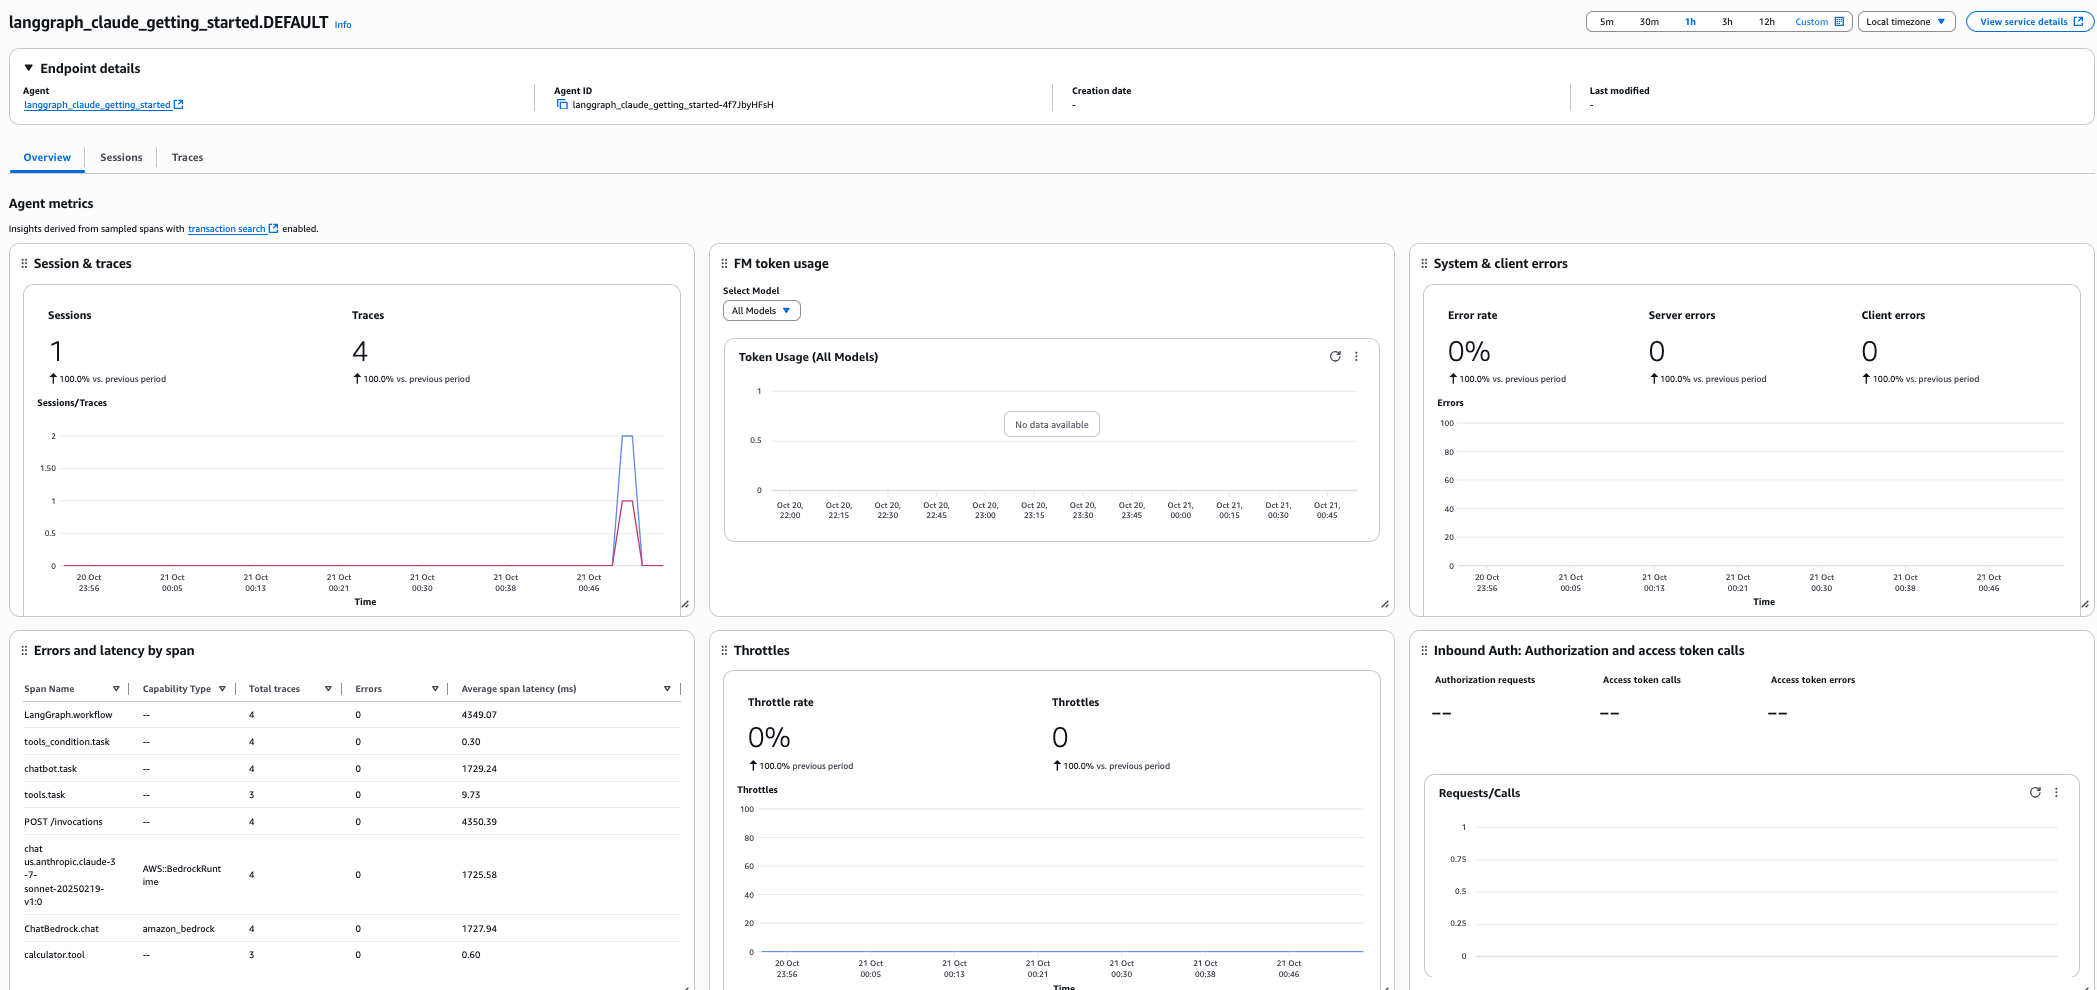 langgraph_claude_getting_started.DEFAULT Info
5m 30m 1h 3h 12h Custom Local timezone View service details
Endpoint details
Agent
langgraph_claude_getting_started
Agent ID
langgraph_claude_getting_started-4f7JbyHFsH
Creation date
-
Last modified
-
Overview Sessions Traces
Agent metrics
Insights derived from sampled spans with transaction search enabled.
Session & traces
Sessions Traces
1 4
100.0% vs. previous period 100.0% vs. previous period
Sessions/Traces
2
1.50
1
0.5
0
20 Oct 21 Oct 21 Oct 21 Oct 21 Oct 21 Oct 21 Oct
23:56 00:05 00:13 00:21 00:30 00:38 00:46
Time
FM token usage
Select Model
All Models
Token Usage (All Models)
1
No data available
0.5
0
Oct 20, Oct 20, Oct 20, Oct 20, Oct 20, Oct 20, Oct 20, Oct 20, Oct 21, Oct 21, Oct 21, Oct 21,
22:00 22:15 22:30 22:45 23:00 23:15 23:30 23:45 00:00 00:15 00:30 00:45
System & client errors
Error rate Server errors Client errors
0% 0 0
100.0% vs. previous period 100.0% vs. previous period 100.0% vs. previous period
Errors
100
80
60
40
20
0
20 Oct 21 Oct 21 Oct 21 Oct 21 Oct 21 Oct 21 Oct
23:56 00:05 00:13 00:21 00:30 00:38 00:46
Time
Errors and latency by span
Span Name Capability Type Total traces Errors Average span latency (ms)
LangGraph.workflow -- 4 0 4349.07
tools_condition.task -- 4 0 0.30
chatbot.task -- 4 0 1729.24
tools.task -- 3 0 9.73
POST /invocations -- 4 0 4350.39
chat
us.anthropic.claude-3
-7-
sonnet-20250219-
v1:0
AWS::BedrockRunt
ime
4 0 1725.58
ChatBedrock.chat amazon_bedrock 4 0 1727.94
calculator.tool -- 3 0 0.60
Throttles
Throttle rate Throttles
0% 0
100.0% previous period 100.0% vs. previous period
Throttles
100
80
60
40
20
0
20 Oct 21 Oct 21 Oct 21 Oct 21 Oct 21 Oct 21 Oct
23:56 00:05 00:13 00:21 00:30 00:38 00:46
Time
Inbound Auth: Authorization and access token calls
Authorization requests Access token calls Access token errors
-- -- --
Requests/Calls
1
0.75
0.5
0.25
0